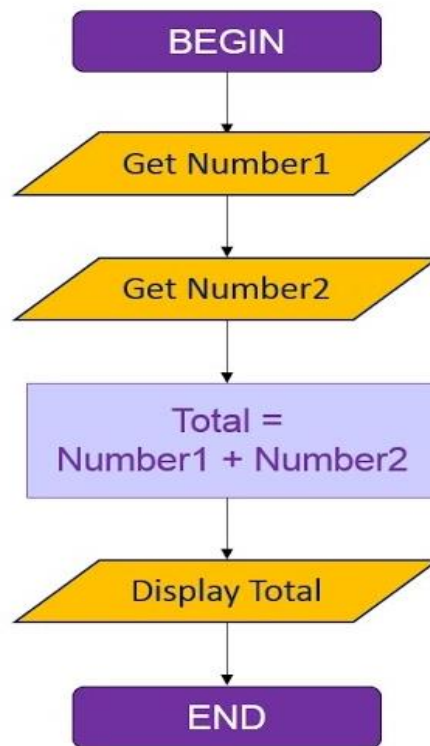 BEGIN
Get Number1
Get Number2
Total =
Number1 + Number2
Display Total
END